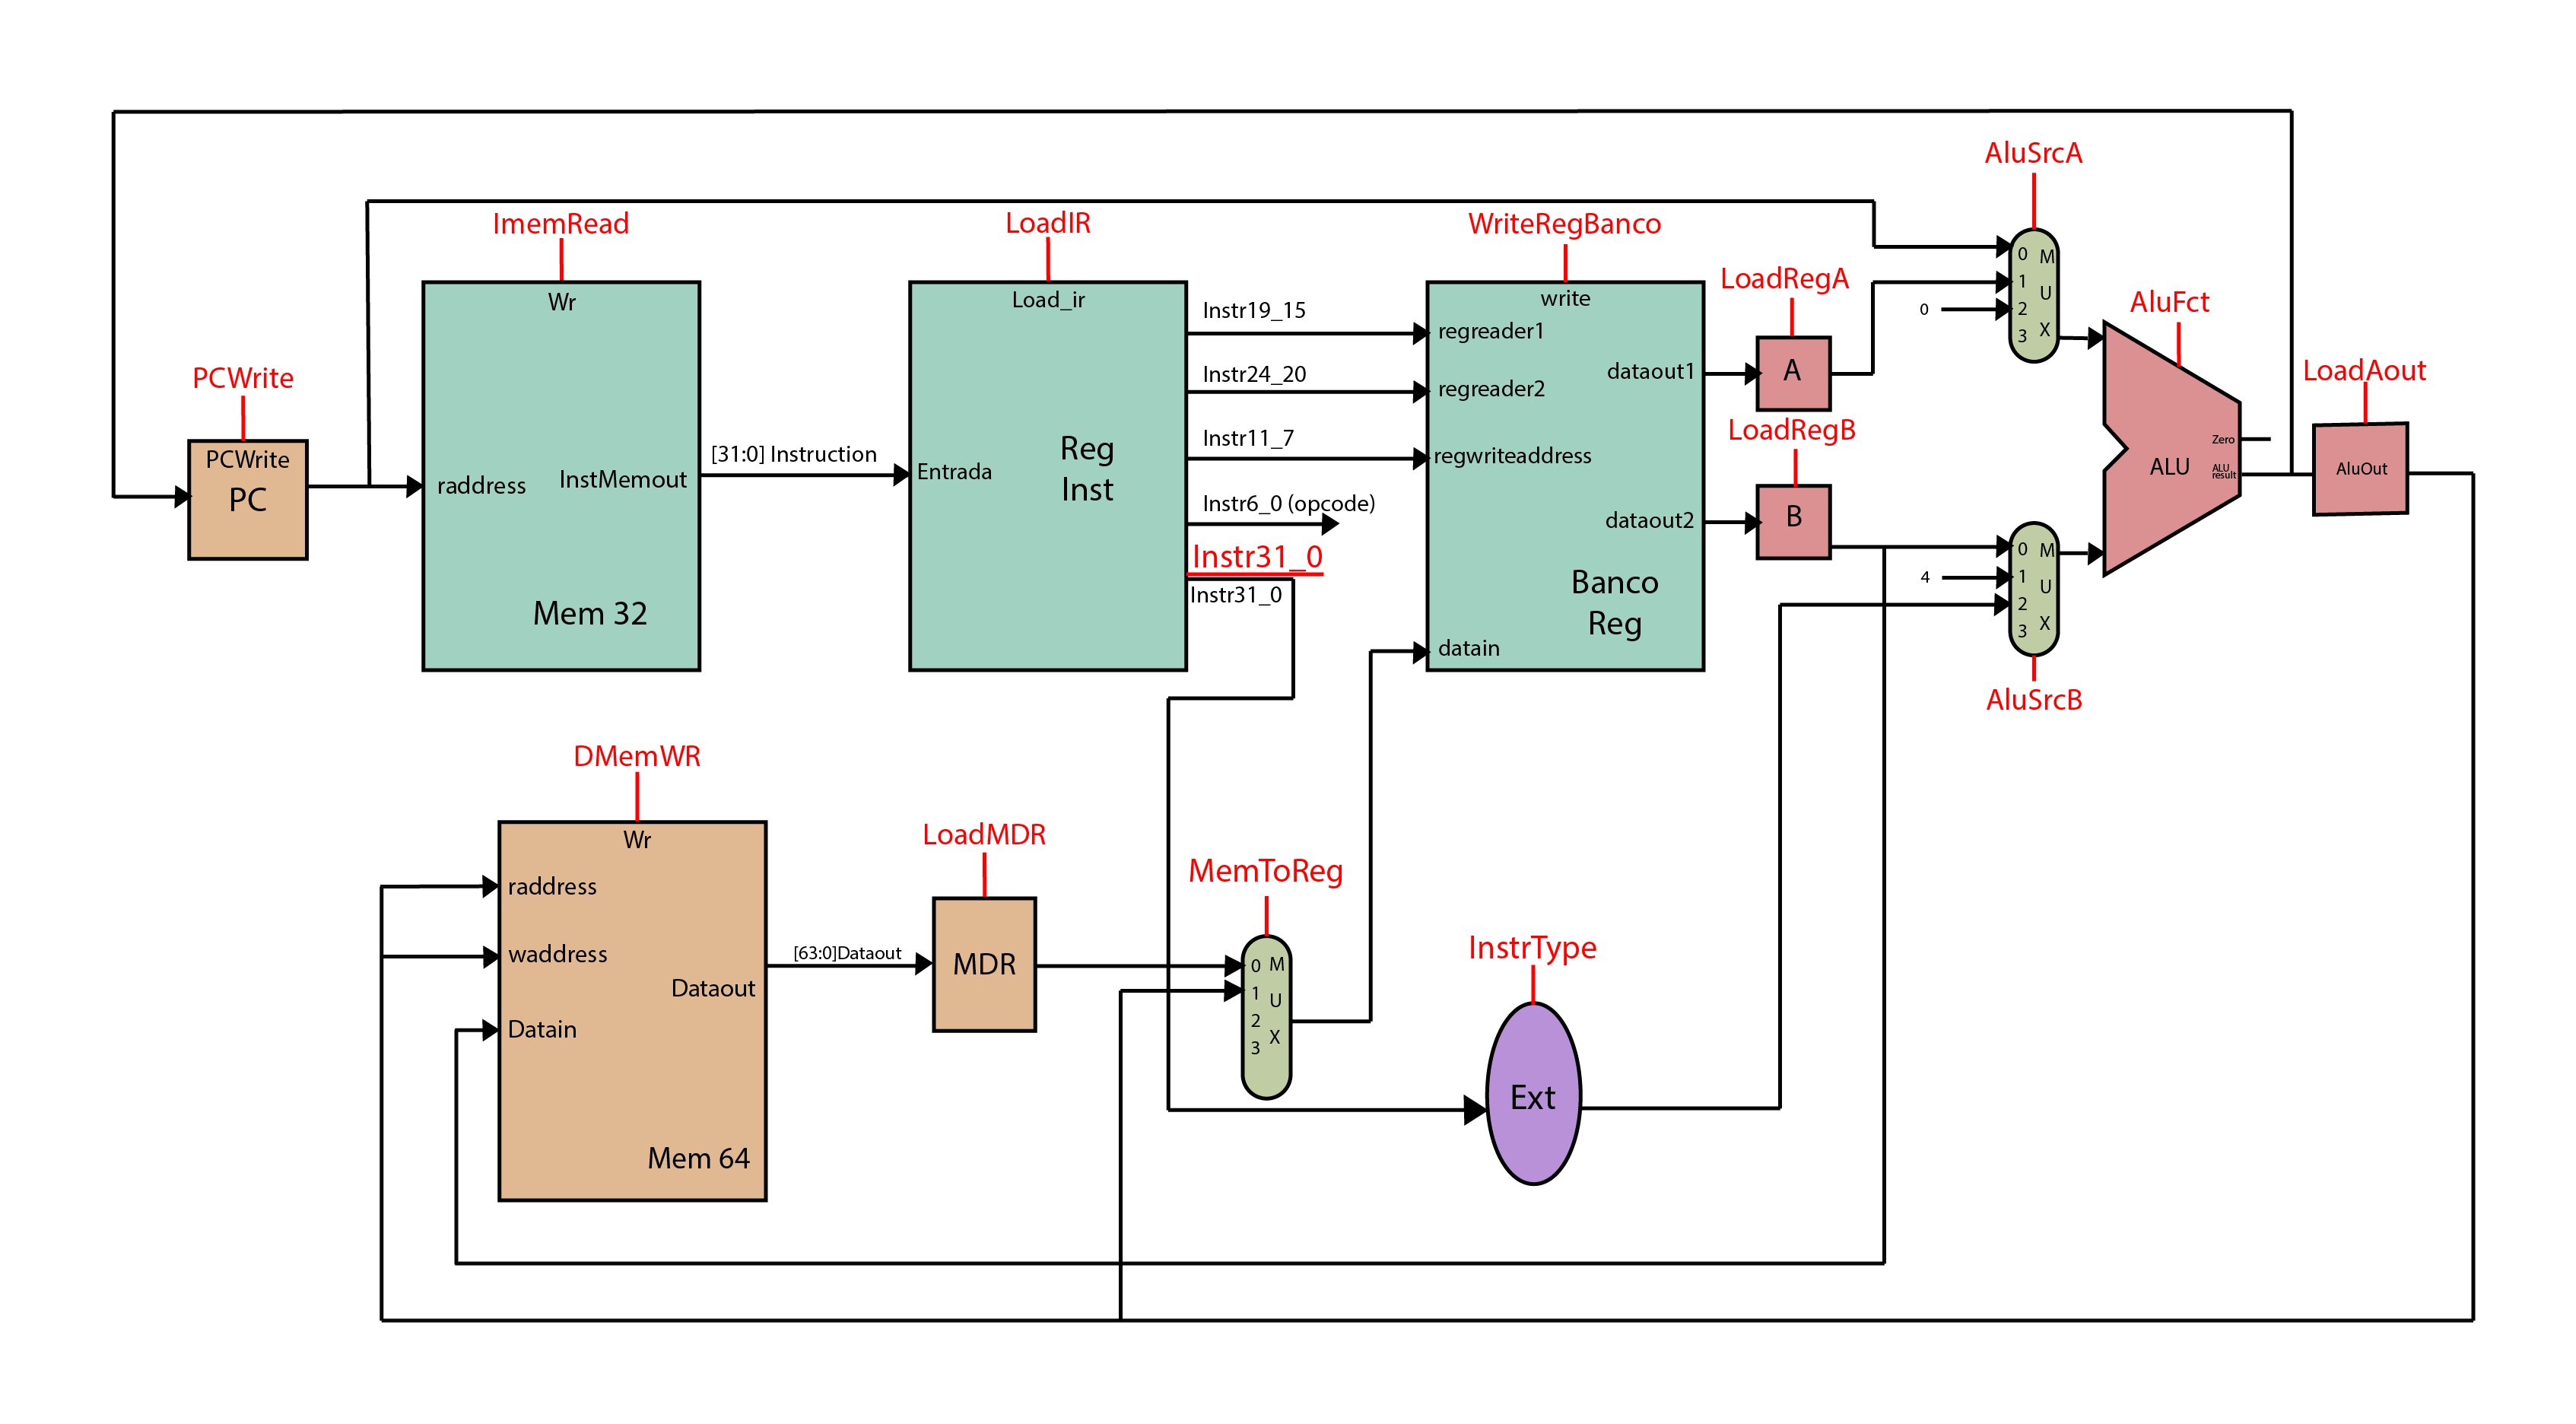 AluSrcA
ImemRead
LoadIR
WriteRegBanco
LoadRegA
AluFct
LoadAout
PCWrite
Wr
Load_ir
write
0
M
1
U
2
X
3
0
Instr19_15
regreader1
Instr24_20
regreader2
dataout1
A
LoadRegB
PCWrite
PC
raddress
InstMemout
[31:0] Instruction
Entrada
Reg
Inst
Instr11_7
regwriteaddress
Zero
ALU
ALU
result
AluOut
Instr6_0 (opcode)
dataout2
B
Instr31_0
Instr31_0
Mem 32
Banco
Reg
datain
4
0
M
1
U
2
X
3
AluSrcB
DMemWR
Wr
LoadMDR
MemToReg
InstrType
raddress
waddress
Dataout
Datain
Mem 64
[63:0]Dataout
MDR
0
M
1
U
2
X
3
Ext